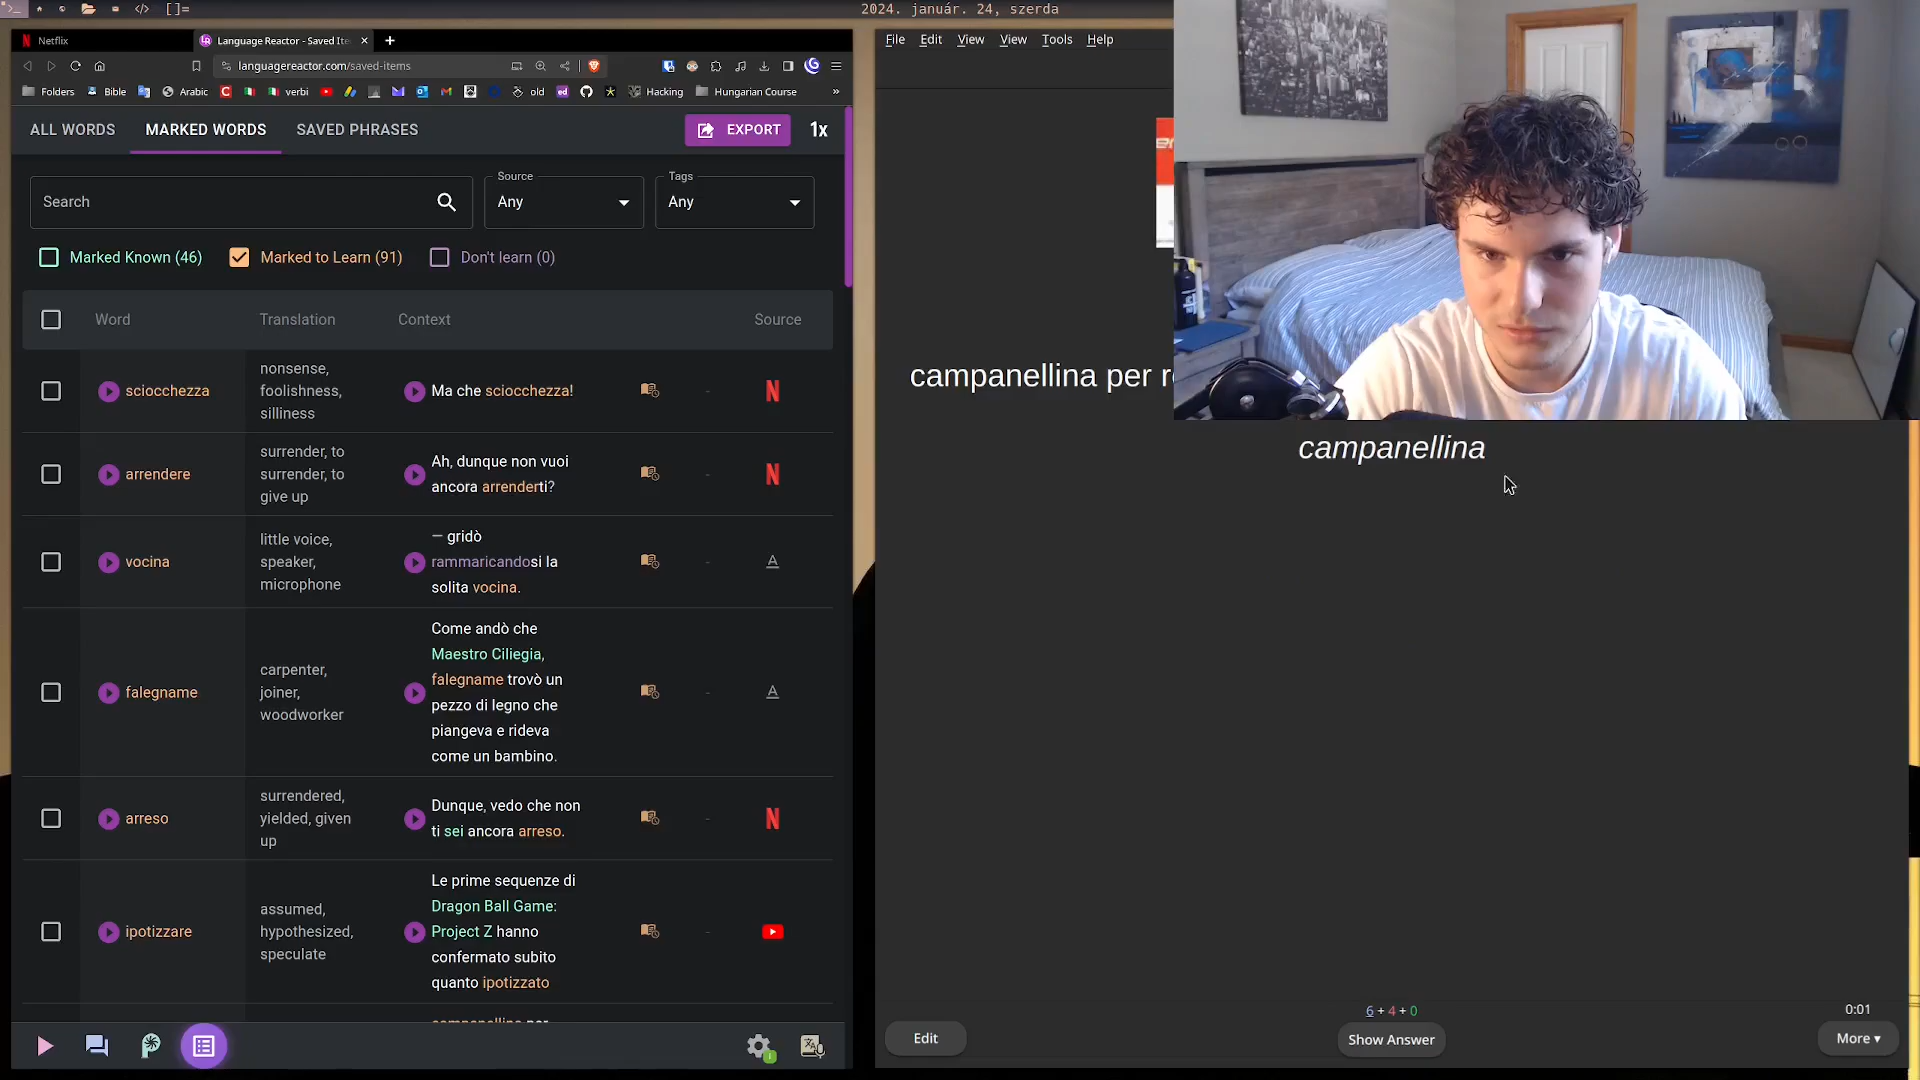 2024. január. 24, szerda
Netflix
Language Reactor - Saved Ite
languagereactor.com/saved-items
Folders
Bible
Arabic
verbi
old
Hacking
Hungarian Course
ALL WORDS
MARKED WORDS
SAVED PHRASES
EXPORT
1x
Search
Source
Any
Tags
Any
Marked Known (46)
Marked to Learn (91)
Don't learn (0)
Word
Translation
Context
Source
sciocchezza
nonsense,
foolishness,
silliness
Ma che sciocchezza!
arrendere
surrender, to
surrender, to
give up
Ah, dunque non vuoi
ancora arrenderti?
vocina
little voice,
speaker,
microphone
— gridò
rammaricandosi la
solita vocina.
falegname
carpenter,
joiner,
woodworker
Come andò che
Maestro Ciliegia,
falegname trovò un
pezzo di legno che
piangeva e rideva
come un bambino.
arreso
surrendered,
yielded, given
up
Dunque, vedo che non
ti sei ancora arreso.
ipotizzare
assumed,
hypothesized,
speculate
Le prime sequenze di
Dragon Ball Game:
Project Z hanno
confermato subito
quanto ipotizzato
File Edit View View Tools Help
campanellina per
campanellina
6 + 4 + 0
0:01
Edit
Show Answer
More